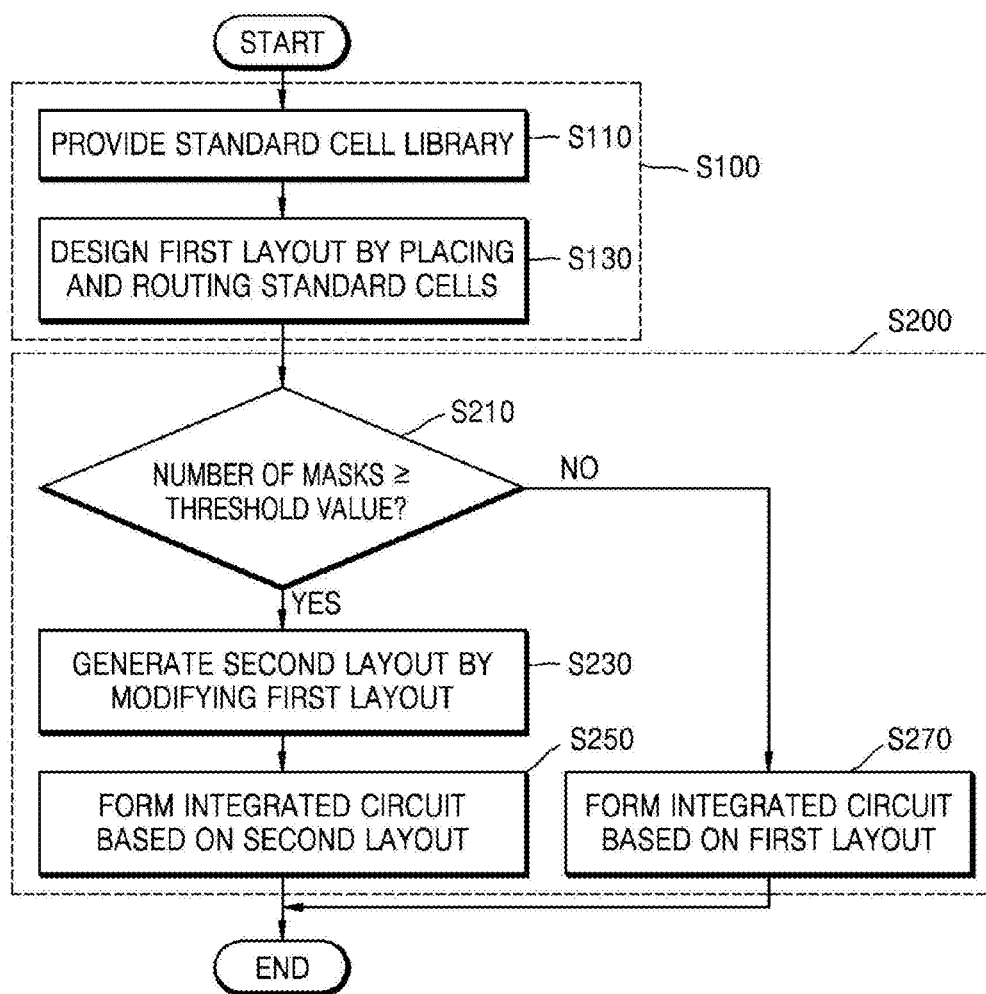 START
PROVIDE STANDARD CELL LIBRARY
S110
S100
DESIGN FIRST LAYOUT BY PLACING
AND ROUTING STANDARD CELLS
S130
S200
S210
NUMBER OF MASKS ≥
THRESHOLD VALUE?
NO
YES
GENERATE SECOND LAYOUT BY
MODIFYING FIRST LAYOUT
S230
S250
FORM INTEGRATED CIRCUIT
BASED ON SECOND LAYOUT
S270
FORM INTEGRATED CIRCUIT
BASED ON FIRST LAYOUT
END